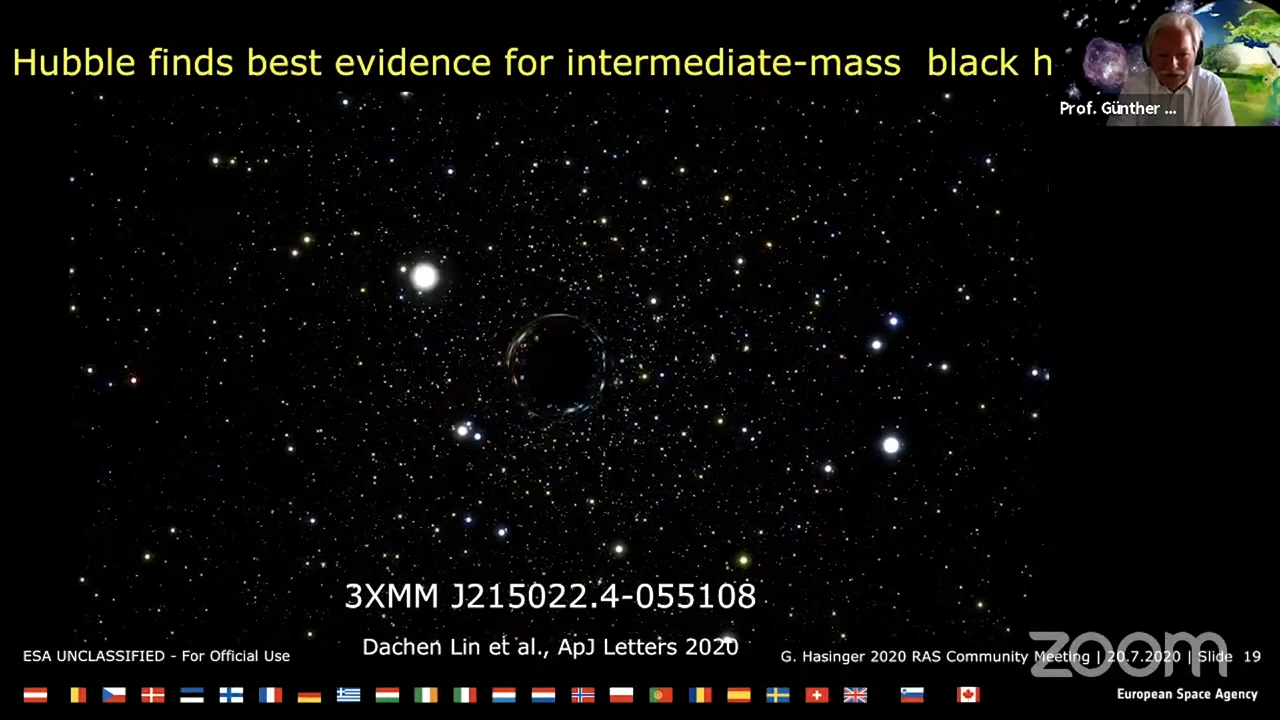 Hubble finds best evidence for intermediate-mass black h
Prof. Günther ...
3XMM J215022.4-055108
Dachen Lin et al., ApJ Letters 2020
ESA UNCLASSIFIED - For Official Use
G. Hasinger 2020 RAS Community Meeting | 20.7.2020 | Slide 19
zoom
European Space Agency